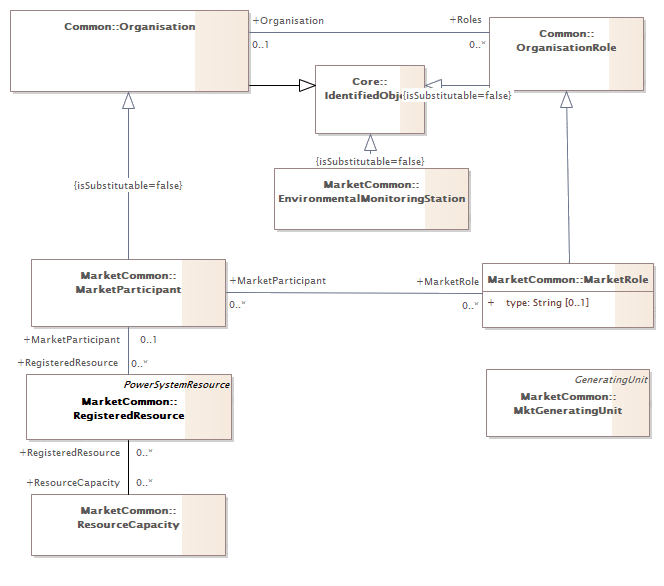 Common::Organisation
+Organisation
+Roles
0..1
0..*
Common::
OrganisationRole
Core::
IdentifiedObje
{isSubstitutable=false}
{isSubstitutable=false}
{isSubstitutable=false}
MarketCommon::
EnvironmentalMonitoringStation
MarketCommon::
MarketParticipant
+MarketParticipant
+MarketRole
0..*
0..*
MarketCommon::MarketRole
+ type: String [0..1]
+MarketParticipant
0..1
+RegisteredResource
0..*
PowerSystemResource
MarketCommon::
RegisteredResource
GeneratingUnit
MarketCommon::
MktGeneratingUnit
+RegisteredResource
0..*
+ResourceCapacity
0..*
MarketCommon::
ResourceCapacity